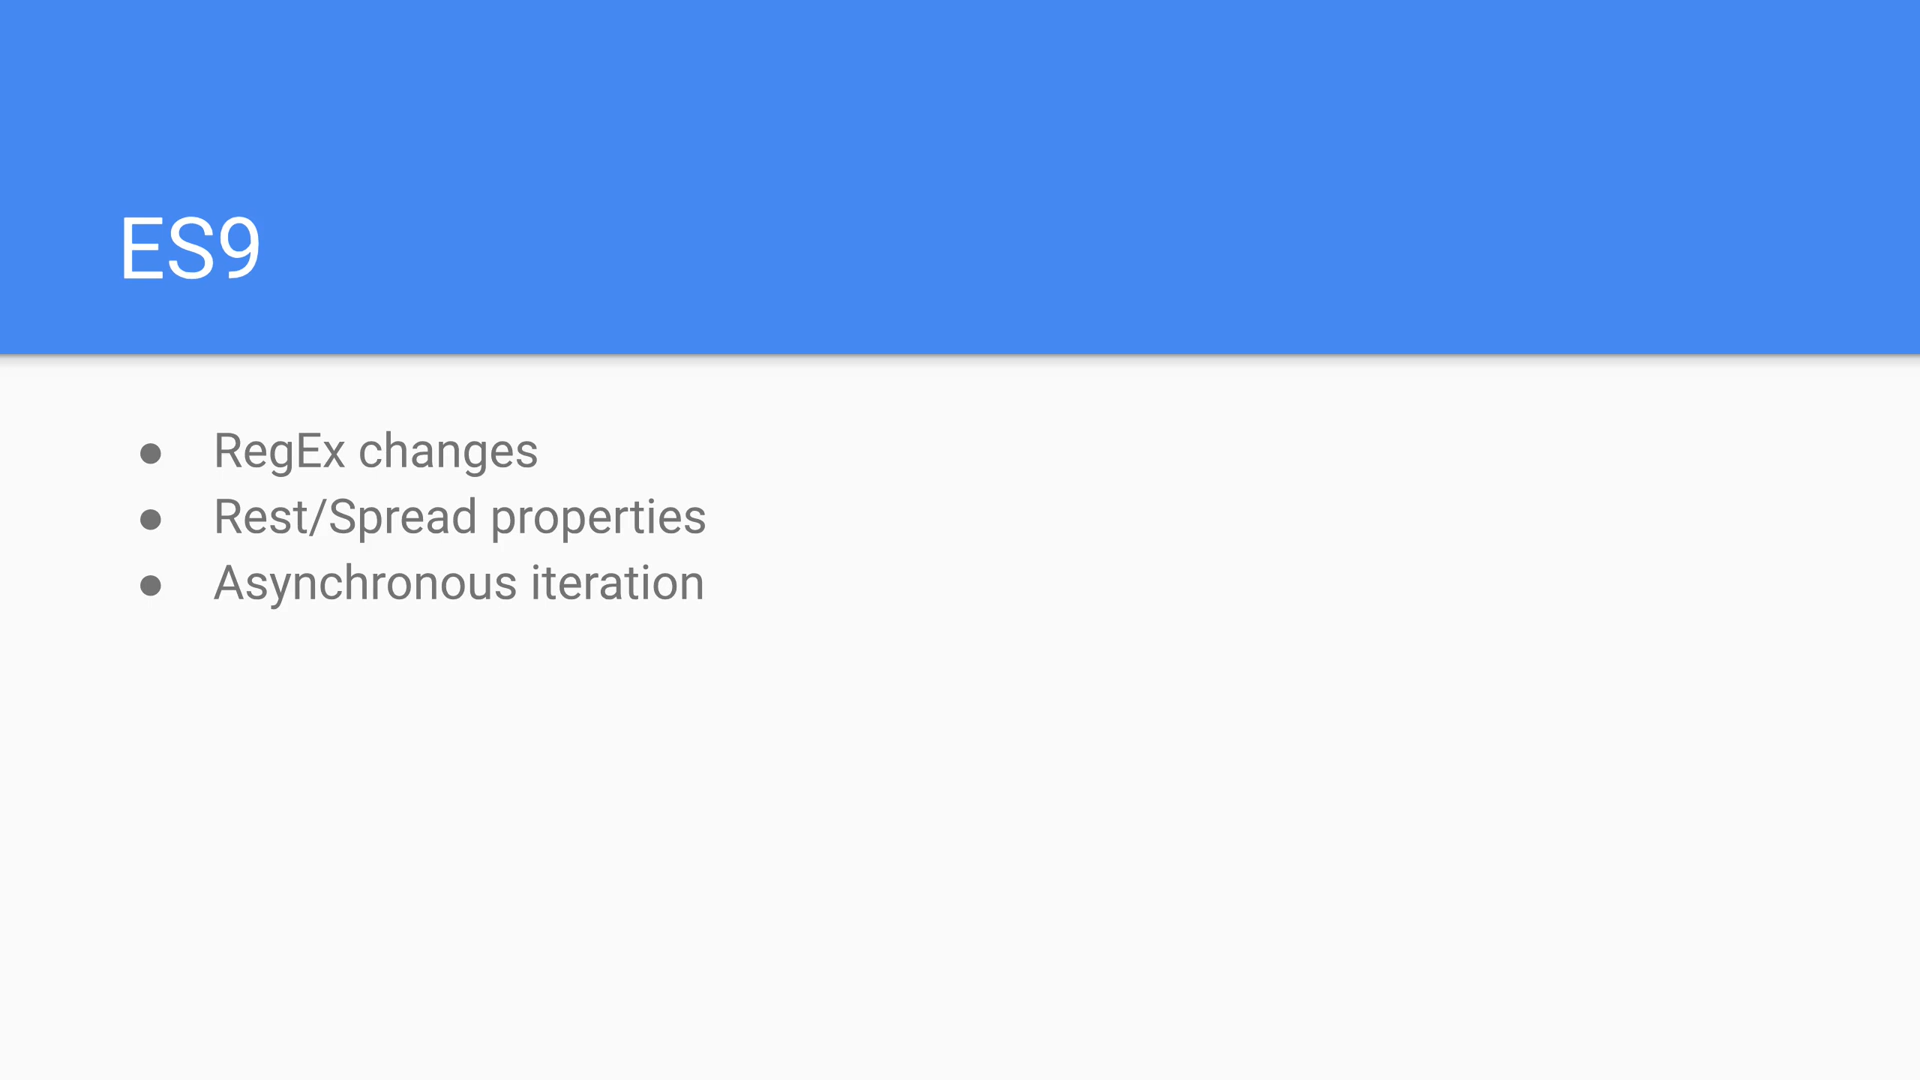 ES9
● RegEx changes
● Rest/Spread properties
● Asynchronous iteration